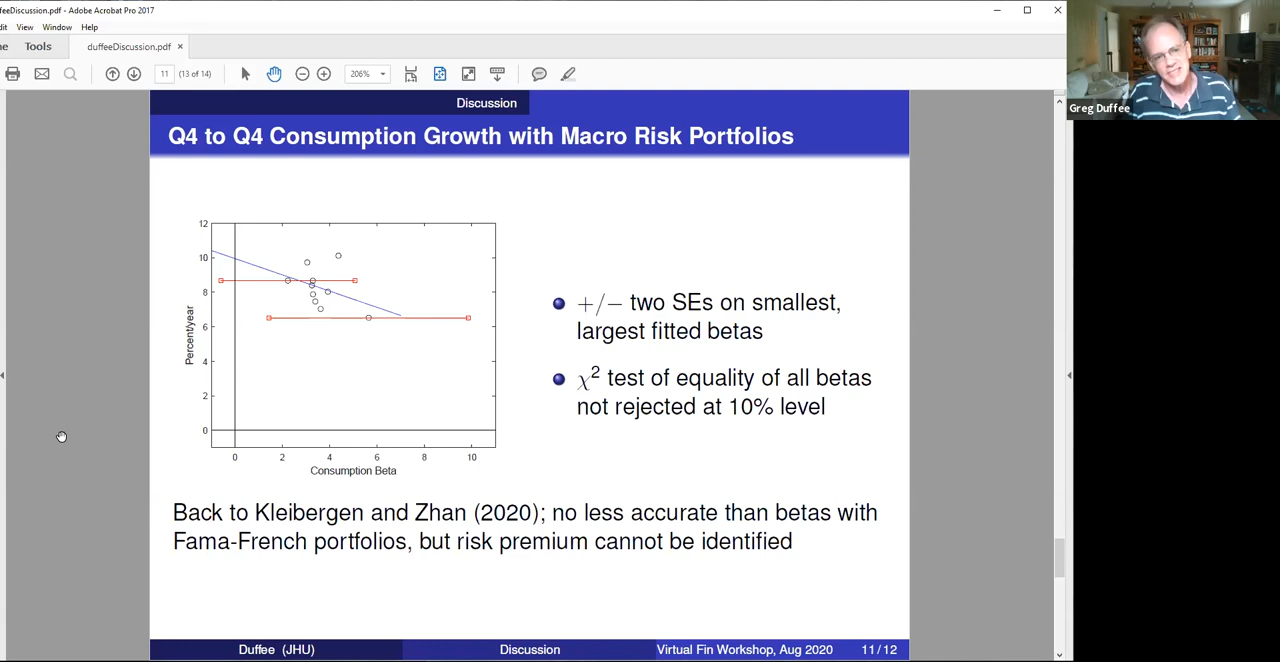 feeDiscussion.pdf - Adobe Acrobat Pro 2017
dit View Window Help
ne Tools duffeeDiscussion.pdf ×
11 (13 of 14) 206%
Greg Duffee
Discussion
Q4 to Q4 Consumption Growth with Macro Risk Portfolios
12
10
8
6
4
2
0
Percent/year
0 2 4 6 8 10
Consumption Beta
+/− two SEs on smallest,
largest fitted betas
χ² test of equality of all betas
not rejected at 10% level
Back to Kleibergen and Zhan (2020); no less accurate than betas with
Fama-French portfolios, but risk premium cannot be identified
Duffee (JHU) Discussion Virtual Fin Workshop, Aug 2020 11/12